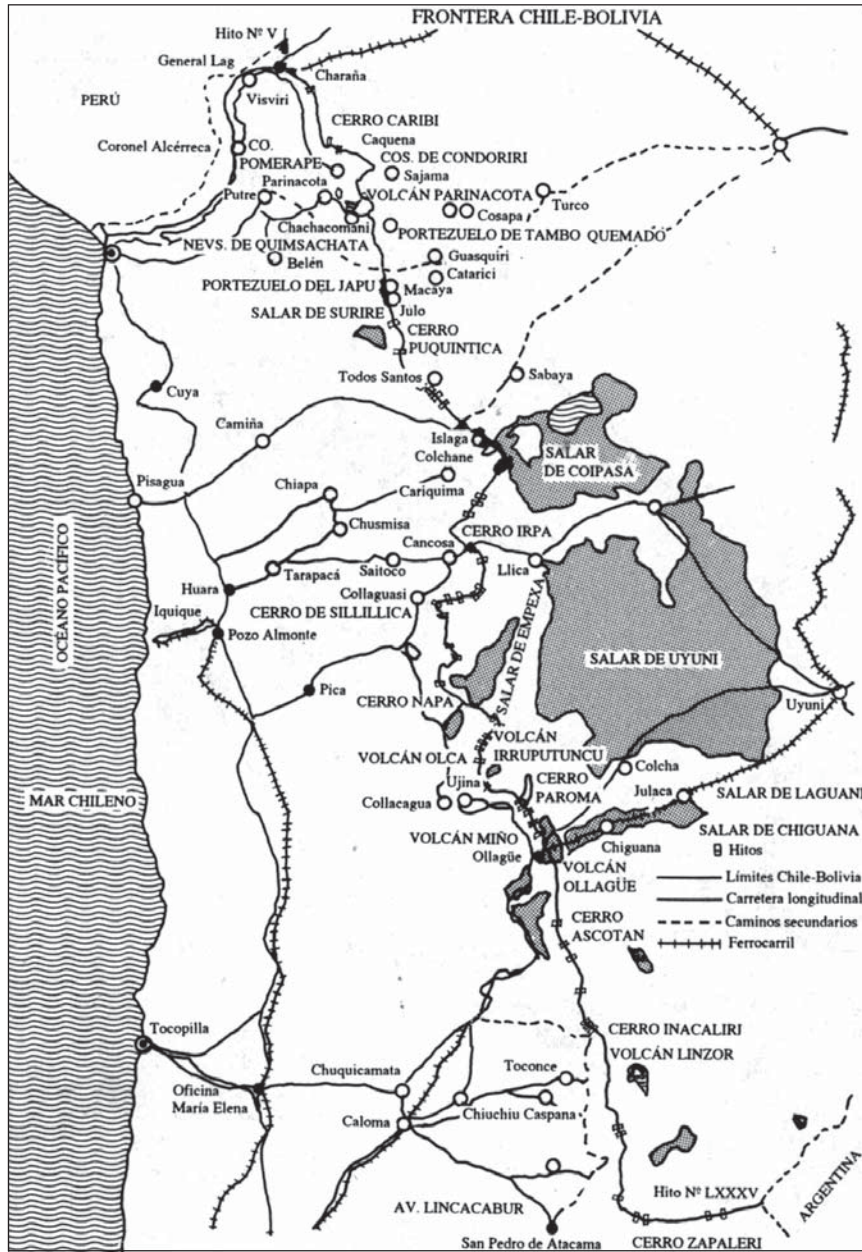 FRONTERA CHILE-BOLIVIA
Hito Nº V
General Lag
Charaña
Visviri
PERÚ
CERRO CARIBI
Coronel Alcérreca
CO.
POMERAPE
Caquena
COS. DE CONDORIRI
Sajama
Parinacota
VOLCÁN PARINACOTA
Putre
Turco
Cosapa
Chachacomani
PORTEZUELO DE TAMBO QUEMADO
NEVS. DE QUIMSACHATA
Belén
Guasquiri
Catarici
PORTEZUELO DEL JAPU
Macaya
SALAR DE SURIRE
Julo
CERRO
PUQUINTICA
Todos Santos
Sabaya
Cuya
Camiña
Islaga
Colchane
SALAR
DE COIPASA
Pisagua
Chiapa
Cariquima
Chusmisa
CERRO IRPA
Cancosa
Llica
Tarapacá
Saitoco
Huara
Collaguasi
CERRO DE SILLILLICA
Iquique
Pozo Almonte
OCÉANO PACÍFICO
SALAR DE EMPEXA
SALAR DE UYUNI
Pica
CERRO NAPA
Uyuni
VOLCÁN
IRRUPUTUNCU
VOLCÁN OLCA
Colcha
Ujina
CERRO
PAROMA
Julaca
SALAR DE LAGUANI
MAR CHILENO
Collacagua
VOLCÁN MIÑO
SALAR DE CHIGUANA
Chiguana
Hitos
Ollagüe
VOLCÁN
OLLAGÜE
Límites Chile-Bolivia
Carretera longitudinal
Caminos secundarios
Ferrocarril
CERRO
ASCOTAN
CERRO INACALIRI
VOLCÁN LINZOR
Tocopilla
Toconce
Chuquicamata
Oficina
María Elena
Chiuchiu Caspana
Caloma
AV. LINCACABUR
Hito Nº LXXXV
ARGENTINA
San Pedro de Atacama
CERRO ZAPALERI